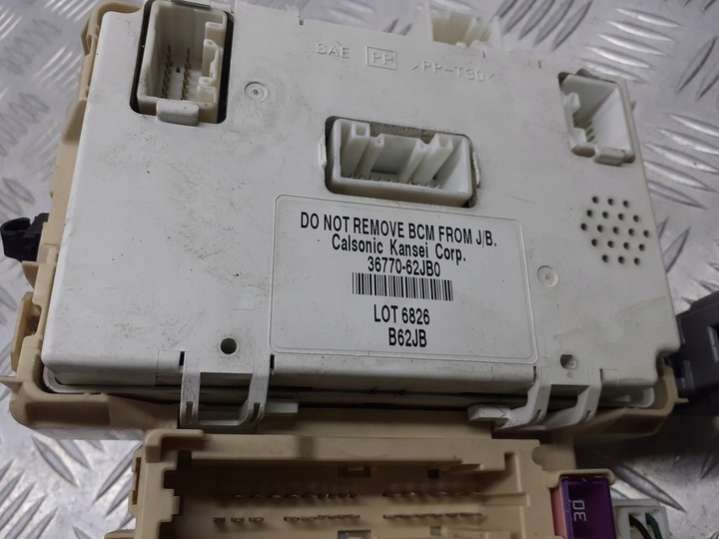 SAE PP >PP-T30<
DO NOT REMOVE BCM FROM J/B.
Calsonic Kansei Corp.
36770-62JB0
LOT 6826
B62JB
30